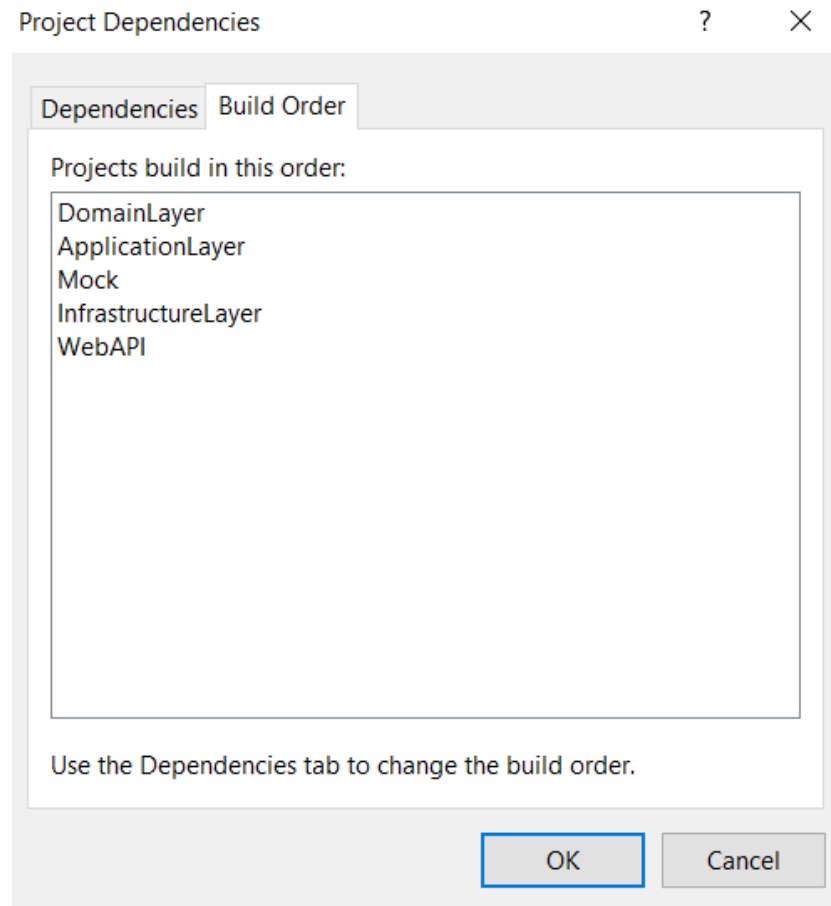 Project Dependencies ?
Dependencies Build Order
Projects build in this order:
DomainLayer
ApplicationLayer
Mock
InfrastructureLayer
WebAPI
Use the Dependencies tab to change the build order.
OK Cancel